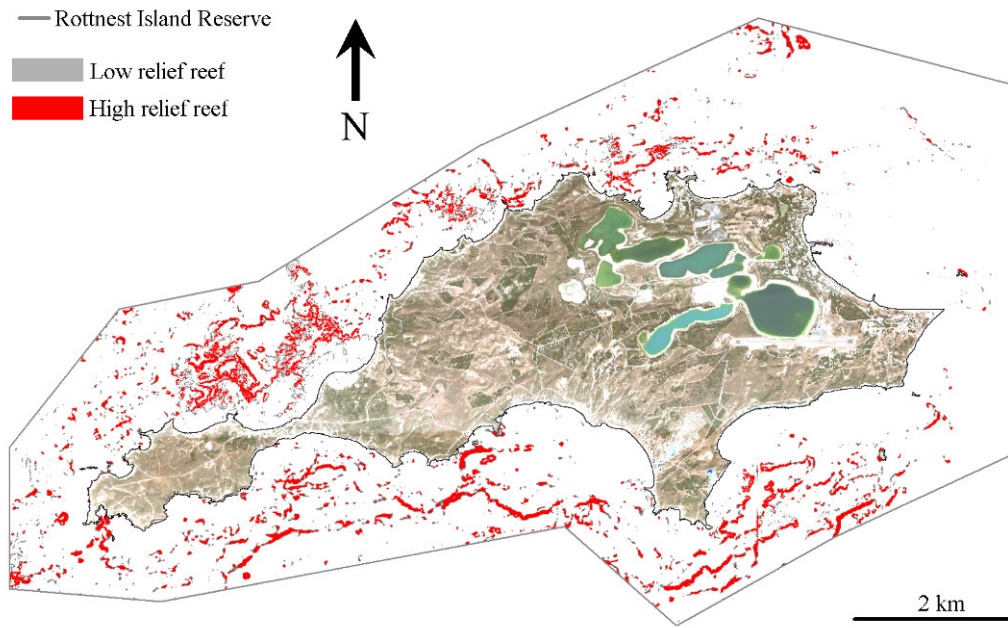 Rottnest Island Reserve
Low relief reef
High relief reef
N
2 km